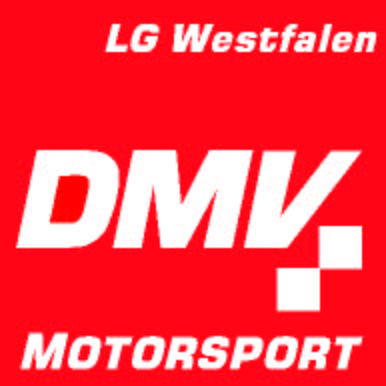 LG Westfalen
DMV
MOTORSPORT